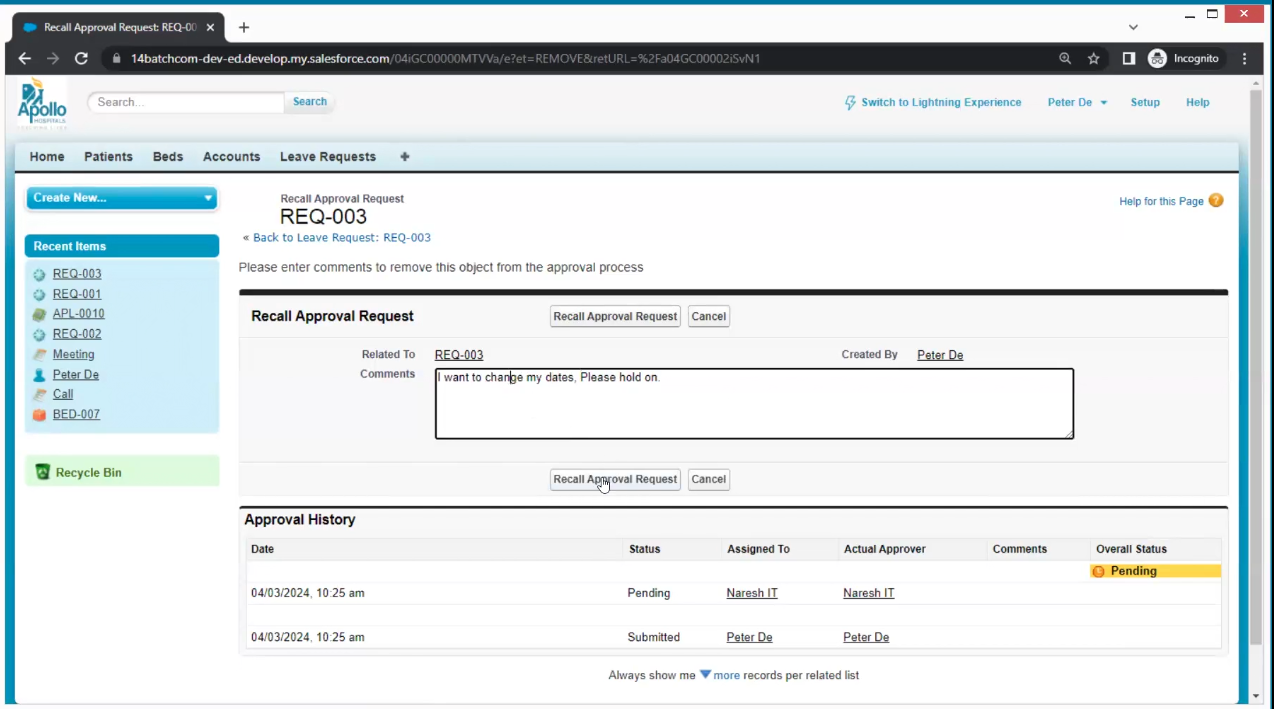 Recall Approval Request: REQ-00
14batchcom-dev-ed.develop.my.salesforce.com/04iGC00000MTVVa/e?et=REMOVE&retURL=%2Fa04GC00002iSvN1
Incognito
Apollo
HOSPITALS
Search...
Search
Switch to Lightning Experience
Peter De
Setup
Help
Home Patients Beds Accounts Leave Requests
Create New...
Recent Items
REQ-003
REQ-001
APL-0010
REQ-002
Meeting
Peter De
Call
BED-007
Recycle Bin
Recall Approval Request
REQ-003
Help for this Page
« Back to Leave Request: REQ-003
Please enter comments to remove this object from the approval process
Recall Approval Request
Recall Approval Request Cancel
Related To REQ-003
Created By Peter De
Comments
I want to change my dates, Please hold on.
Recall Approval Request Cancel
Approval History
Date Status Assigned To Actual Approver Comments Overall Status
Pending
04/03/2024, 10:25 am Pending Naresh IT Naresh IT
04/03/2024, 10:25 am Submitted Peter De Peter De
Always show me more records per related list